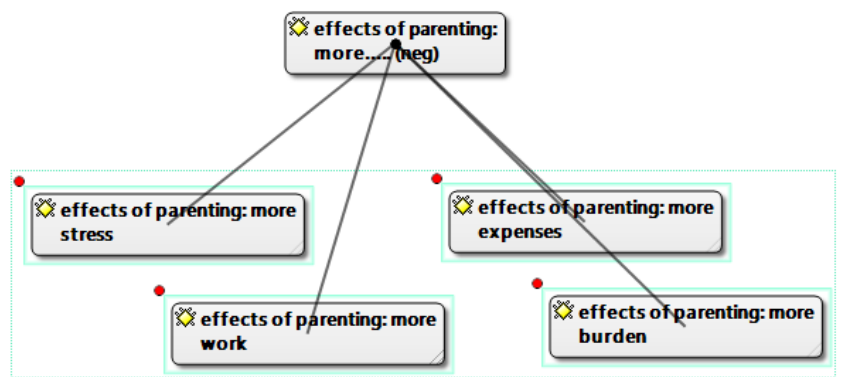 effects of parenting:
more..... (neg)
effects of parenting: more
stress
effects of parenting: more
expenses
effects of parenting: more
work
effects of parenting: more
burden